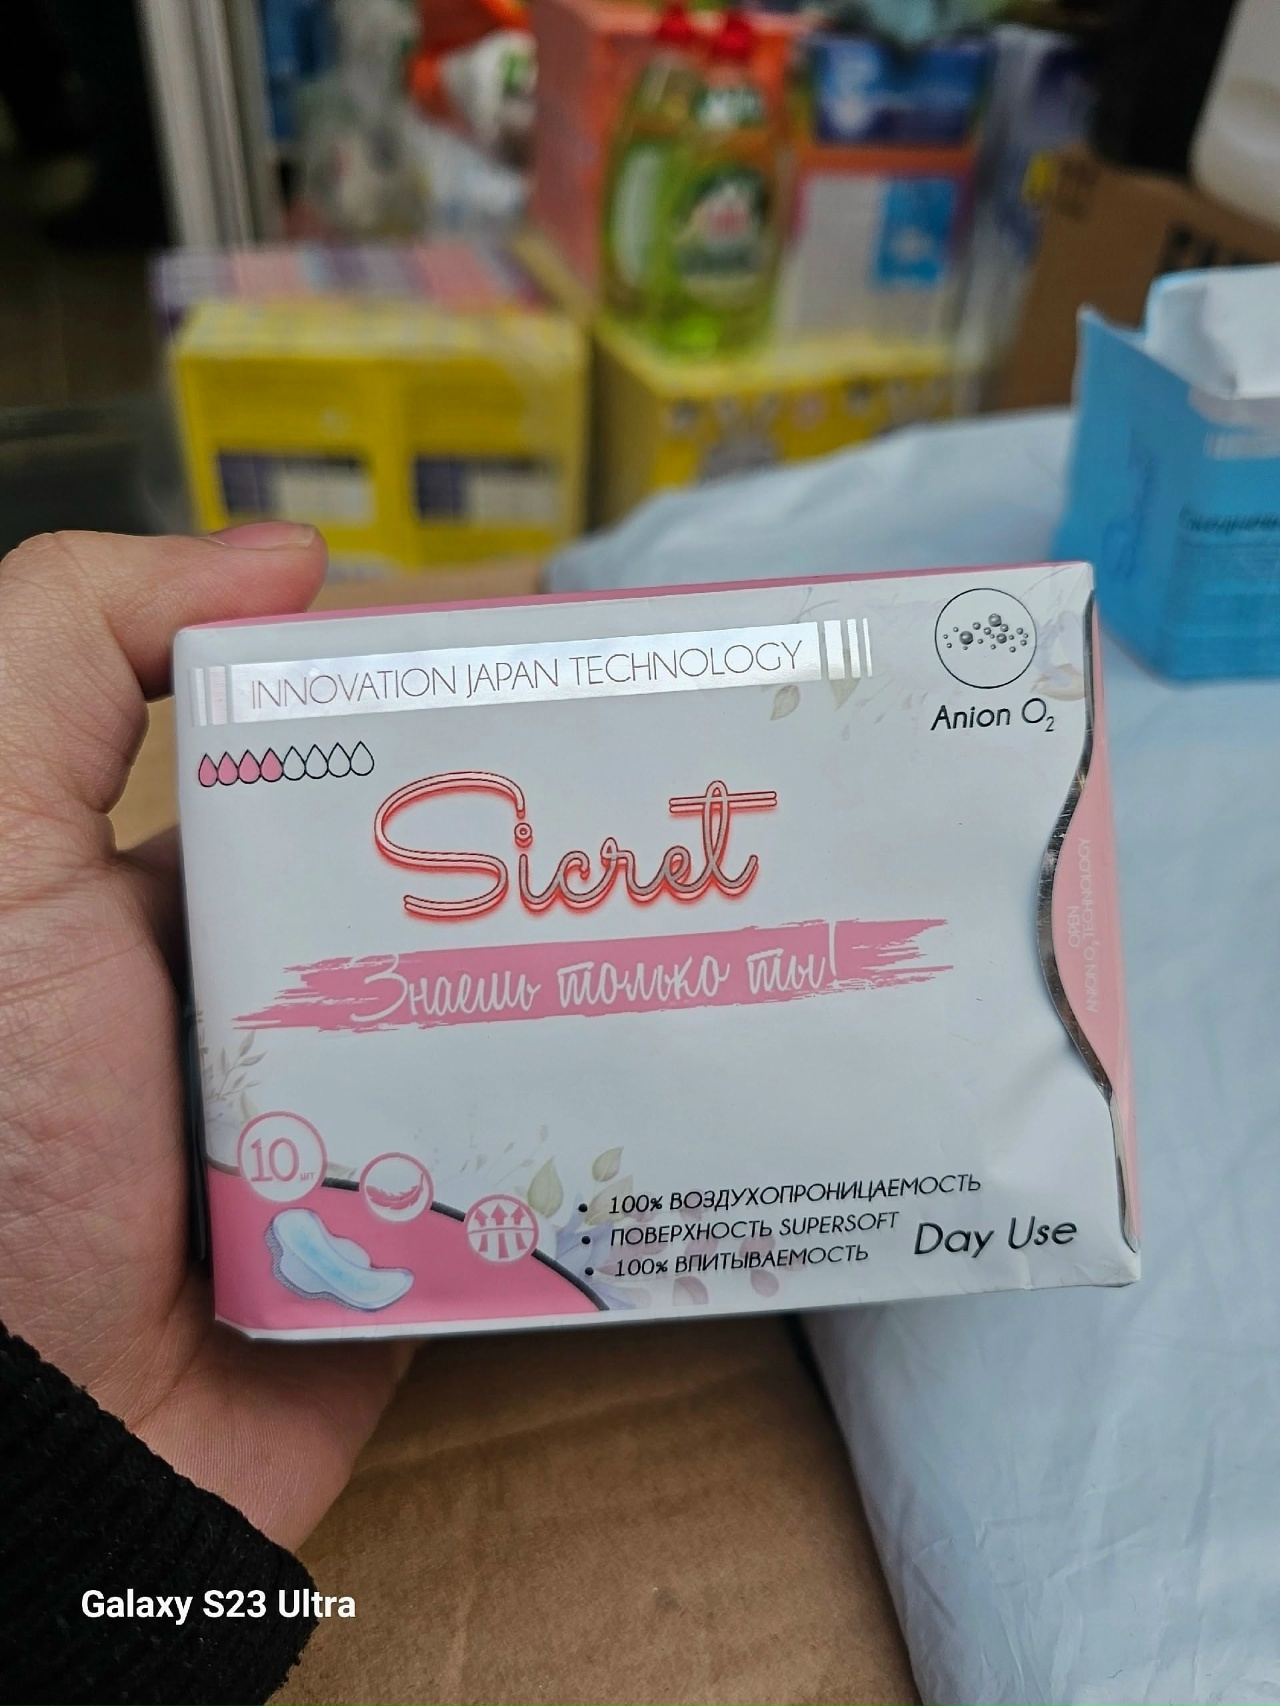 INNOVATION JAPAN TECHNOLOGY
Anion O₂
Sicret
Знаешь только ты!
OPEN
ANION O₂ TECHNOLOGY
10 шт
• 100% ВОЗДУХОПРОНИЦАЕМОСТЬ
• ПОВЕРХНОСТЬ SUPERSOFT
• 100% ВПИТЫВАЕМОСТЬ
Day Use
Galaxy S23 Ultra